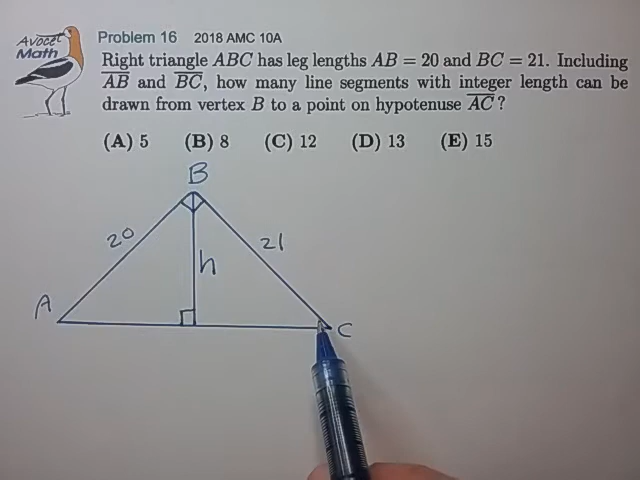 Avocet
Math
Problem 16 2018 AMC 10A
Right triangle ABC has leg lengths AB = 20 and BC = 21. Including
AB and BC, how many line segments with integer length can be
drawn from vertex B to a point on hypotenuse AC?
(A) 5 (B) 8 (C) 12 (D) 13 (E) 15
B
20
21
h
A
C